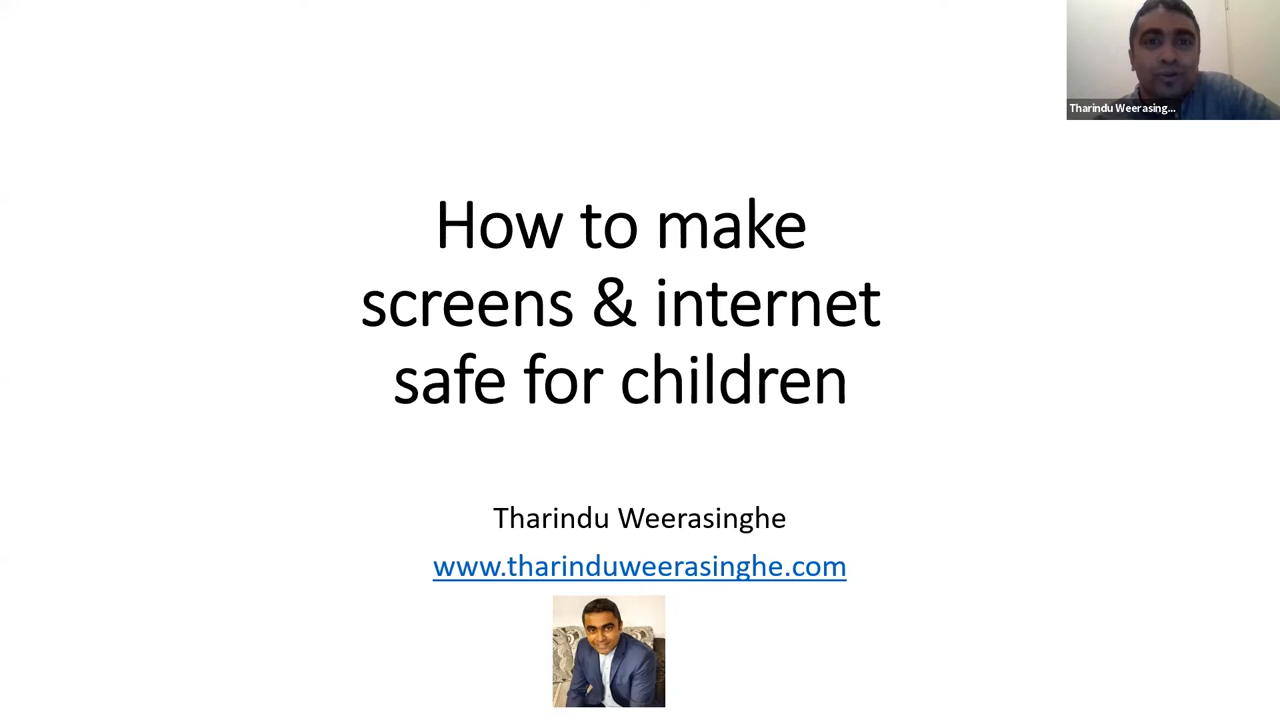 Tharindu Weerasing...
How to make
screens & internet
safe for children
Tharindu Weerasinghe
www.tharinduweerasinghe.com